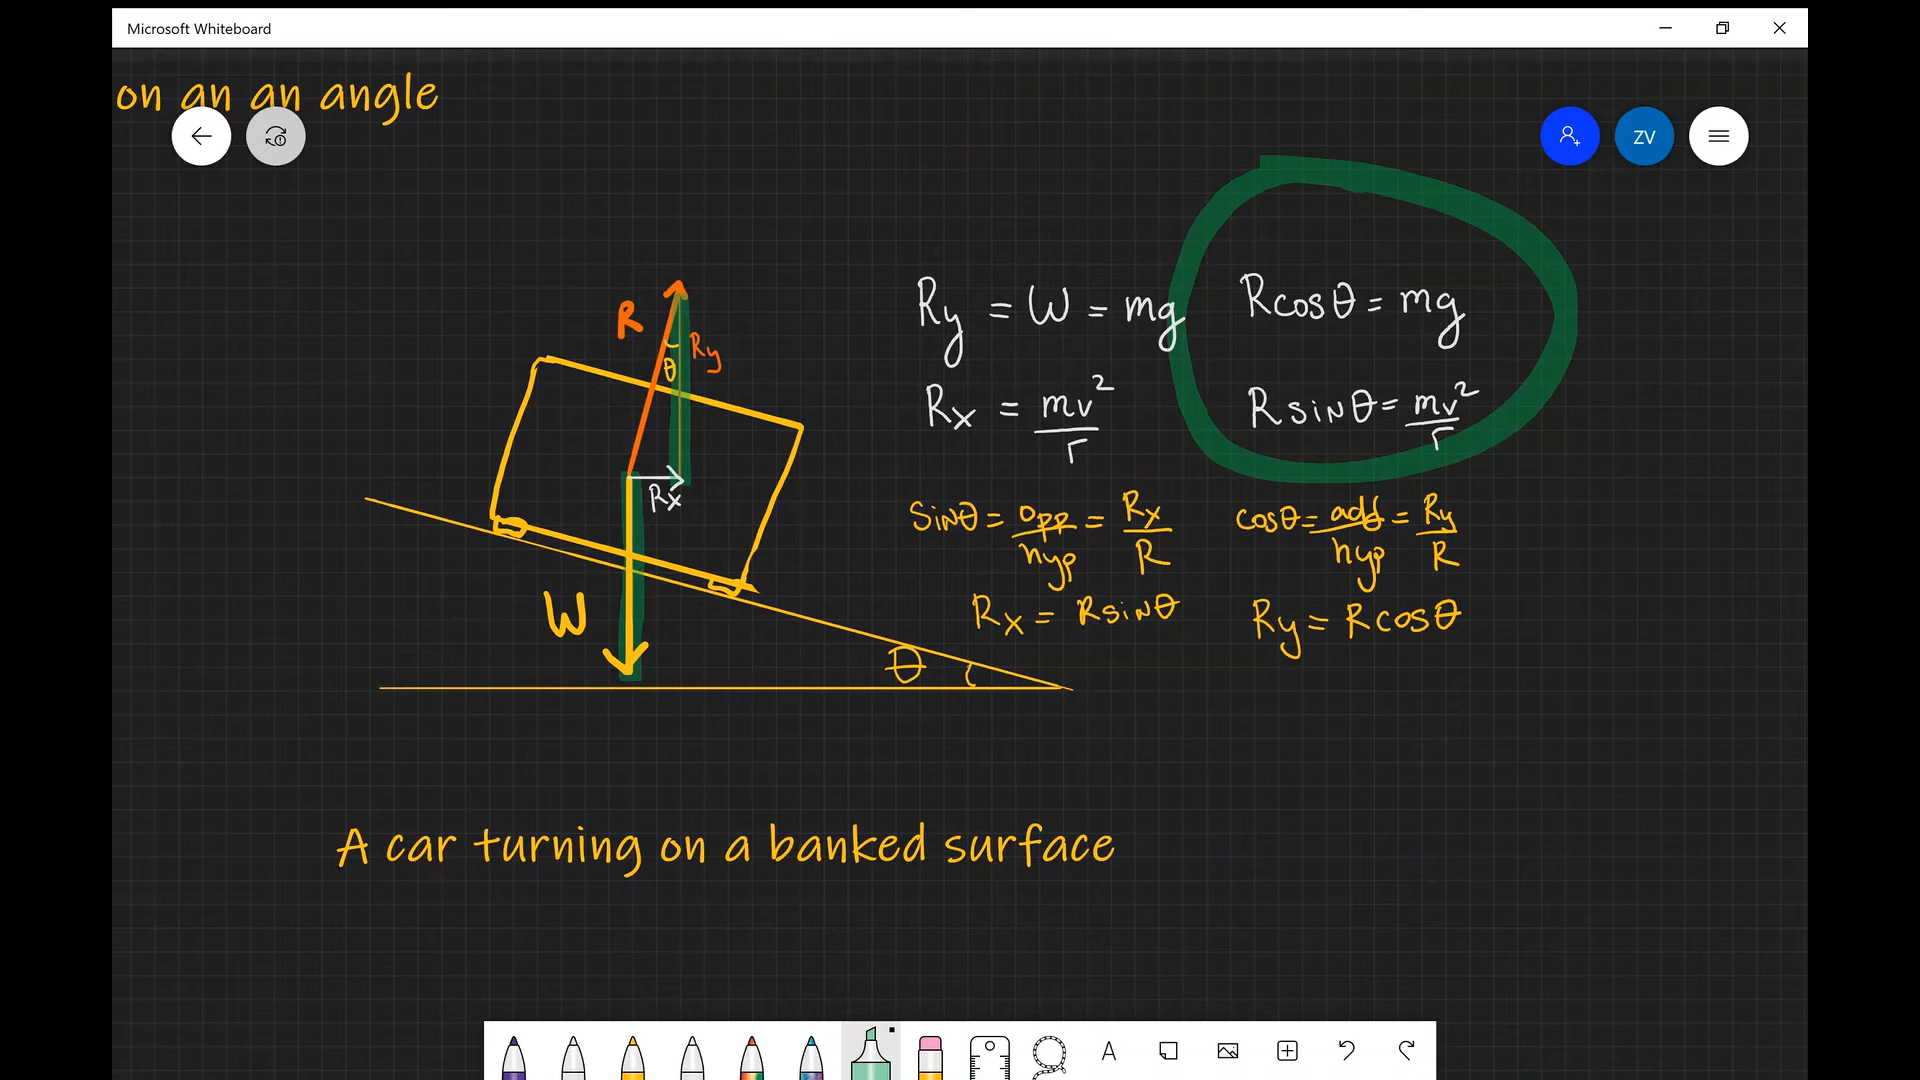 Microsoft Whiteboard
on an an angle
ZV
R
Ry
θ
Rx
W
θ
Ry = W = mg
Rcosθ = mg
Rx = mv²/r
Rsinθ = mv²/r
Sinθ = opp/hyp = Rx/R
cosθ = adj/hyp = Ry/R
Rx = Rsinθ
Ry = Rcosθ
A car turning on a banked surface
A